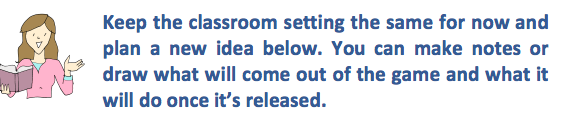 Keep the classroom setting the same for now and
plan a new idea below. You can make notes or
draw what will come out of the game and what it
will do once it’s released.